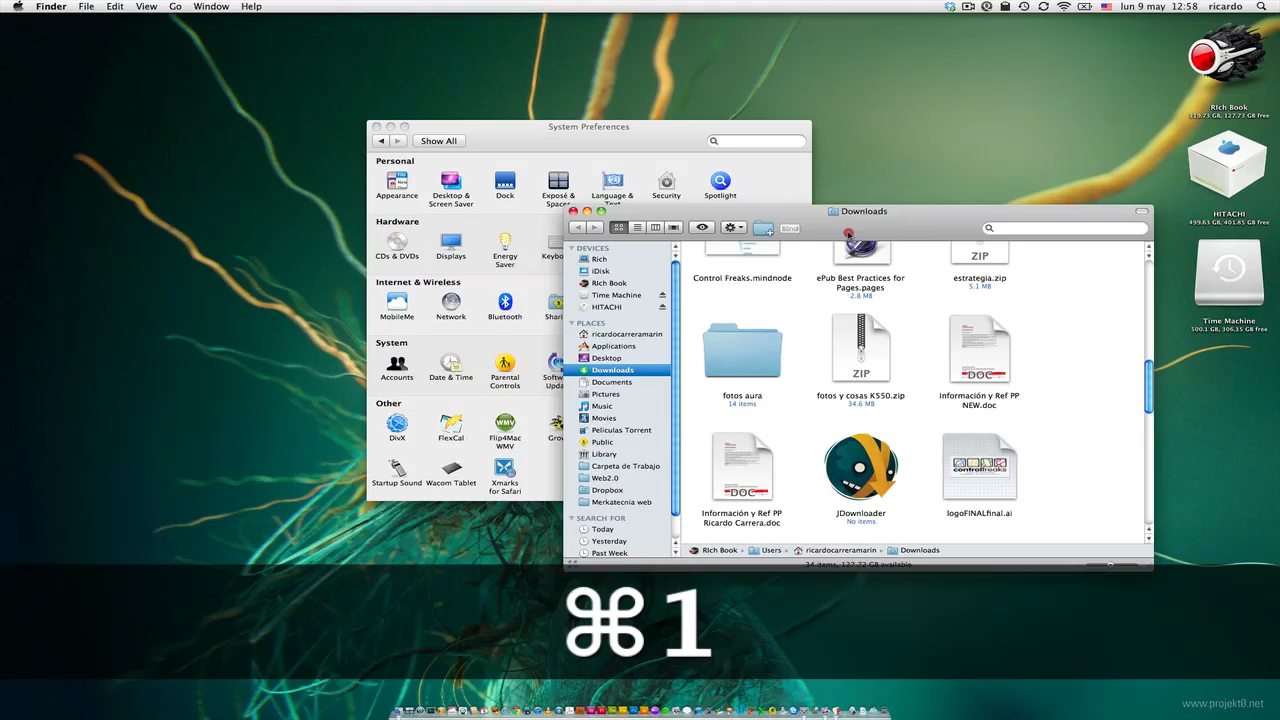 Finder File Edit View Go Window Help
lun 9 may 12:58 ricardo
RIch Book
319.73 GB, 127.73 GB free
HITACHI
499.63 GB, 401.85 GB free
Time Machine
500.1 GB, 306.35 GB free
System Preferences
Show All
Personal
Appearance
Desktop & Screen Saver
Dock
Exposé & Spaces
Language & Text
Security
Spotlight
Hardware
CDs & DVDs
Displays
Energy Saver
Internet & Wireless
MobileMe
Network
Bluetooth
System
Accounts
Date & Time
Parental Controls
Other
DivX
FlexCal
Flip4Mac WMV
Startup Sound
Wacom Tablet
Xmarks for Safari
Downloads
Blind
DEVICES
Rich
iDisk
RIch Book
Time Machine
HITACHI
PLACES
ricardocarreramarin
Applications
Desktop
Downloads
Documents
Pictures
Music
Movies
Peliculas Torrent
Public
Library
Carpeta de Trabajo
Web2.0
Dropbox
Merkatecnia web
SEARCH FOR
Today
Yesterday
Past Week
Control Freaks.mindnode
ePub Best Practices for Pages.pages
2.8 MB
ZIP
estrategia.zip
5.1 MB
fotos aura
14 items
ZIP
fotos y cosas K550.zip
34.6 MB
DOC
Información y Ref PP NEW.doc
DOC
Información y Ref PP Ricardo Carrera.doc
JDownloader
No items
controlfreaks
logoFINALfinal.ai
RIch Book Users ricardocarreramarin Downloads
34 items, 127.72 GB available
⌘1
www.projekt0.net